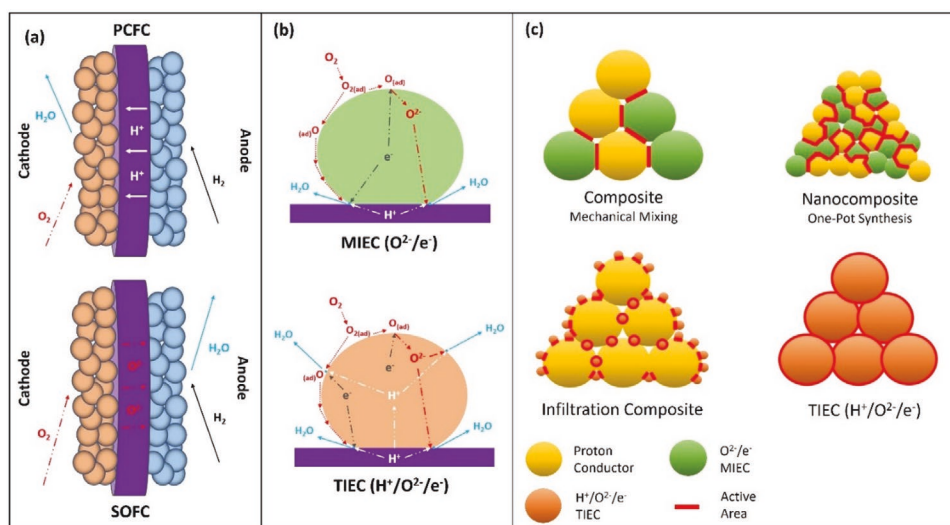 (a)
PCFC
H₂O
Cathode
H⁺
H⁺
Anode
O₂
H₂
Cathode
H₂O
Anode
O₂
H₂
SOFC
(b)
O₂
O₂(ad)
O(ad)
(ad)O
O²⁻
e⁻
H₂O
H₂O
H⁺
MIEC (O²⁻/e⁻)
O₂
O₂(ad)
O(ad)
H₂O
H₂O
O²⁻
e⁻
(ad)O
H⁺
e⁻
H₂O
H₂O
H⁺
TIEC (H⁺/O²⁻/e⁻)
(c)
Composite
Mechanical Mixing
Nanocomposite
One-Pot Synthesis
Infiltration Composite
TIEC (H⁺/O²⁻/e⁻)
Proton
Conductor
O²⁻/e⁻
MIEC
H⁺/O²⁻/e⁻
TIEC
Active
Area